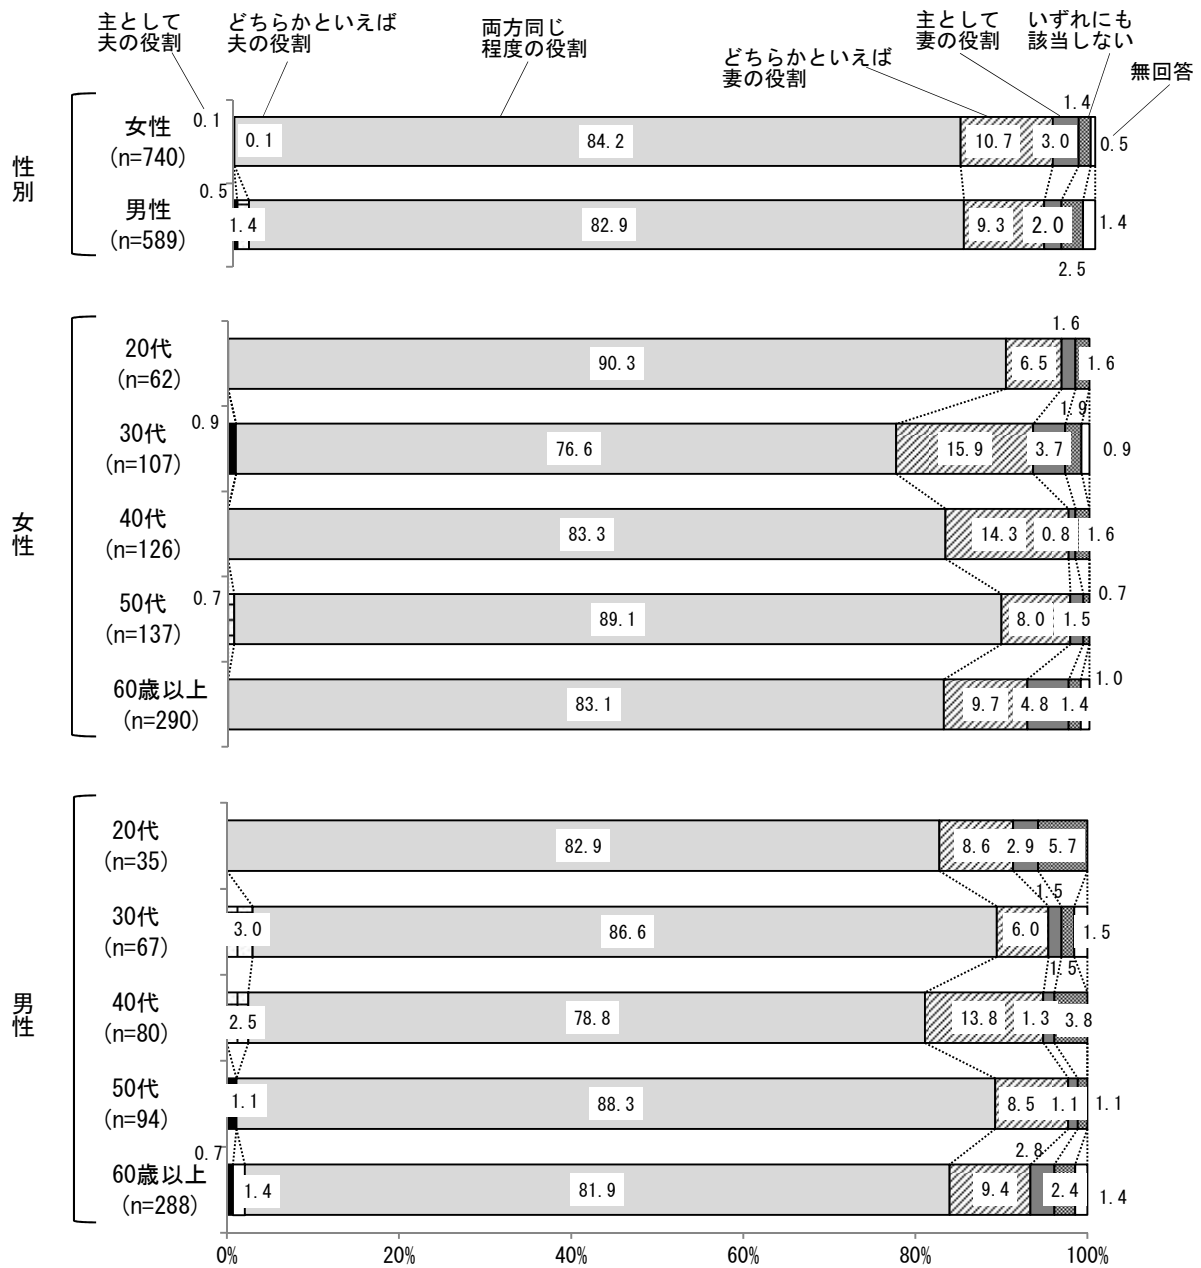 主として
夫の役割
どちらかといえば
夫の役割
両方同じ
程度の役割
どちらかといえば
妻の役割
主として
妻の役割
いずれにも
該当しない
無回答
性別
女性
(n=740)
0.1
0.1
84.2
10.7
3.0
1.4
0.5
男性
(n=589)
0.5
1.4
82.9
9.3
2.0
2.5
1.4
女性
20代
(n=62)
90.3
6.5
1.6
1.6
30代
(n=107)
0.9
76.6
15.9
3.7
1.9
0.9
40代
(n=126)
83.3
14.3
0.8
1.6
50代
(n=137)
0.7
89.1
8.0
1.5
0.7
60歳以上
(n=290)
83.1
9.7
4.8
1.4
1.0
男性
20代
(n=35)
82.9
8.6
2.9
5.7
30代
(n=67)
3.0
86.6
6.0
1.5
1.5
1.5
40代
(n=80)
2.5
78.8
13.8
1.3
3.8
50代
(n=94)
1.1
88.3
8.5
1.1
1.1
60歳以上
(n=288)
0.7
1.4
81.9
9.4
2.8
2.4
1.4
0%
20%
40%
60%
80%
100%